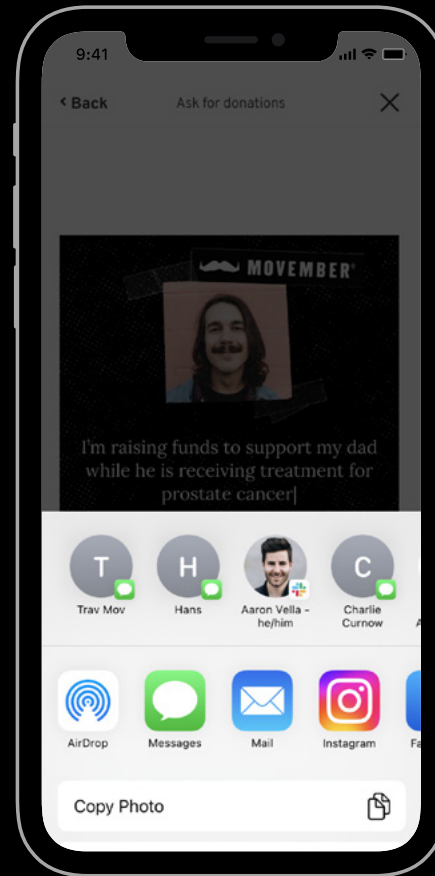 9:41
Back
Ask for donations
MOVEMBER®
I'm raising funds to support my dad
while he is receiving treatment for
prostate cancer
T
H
C
Trav Mov
Hans
Aaron Vella –
he/him
Charlie
Curnow
AirDrop
Messages
Mail
Instagram
Copy Photo